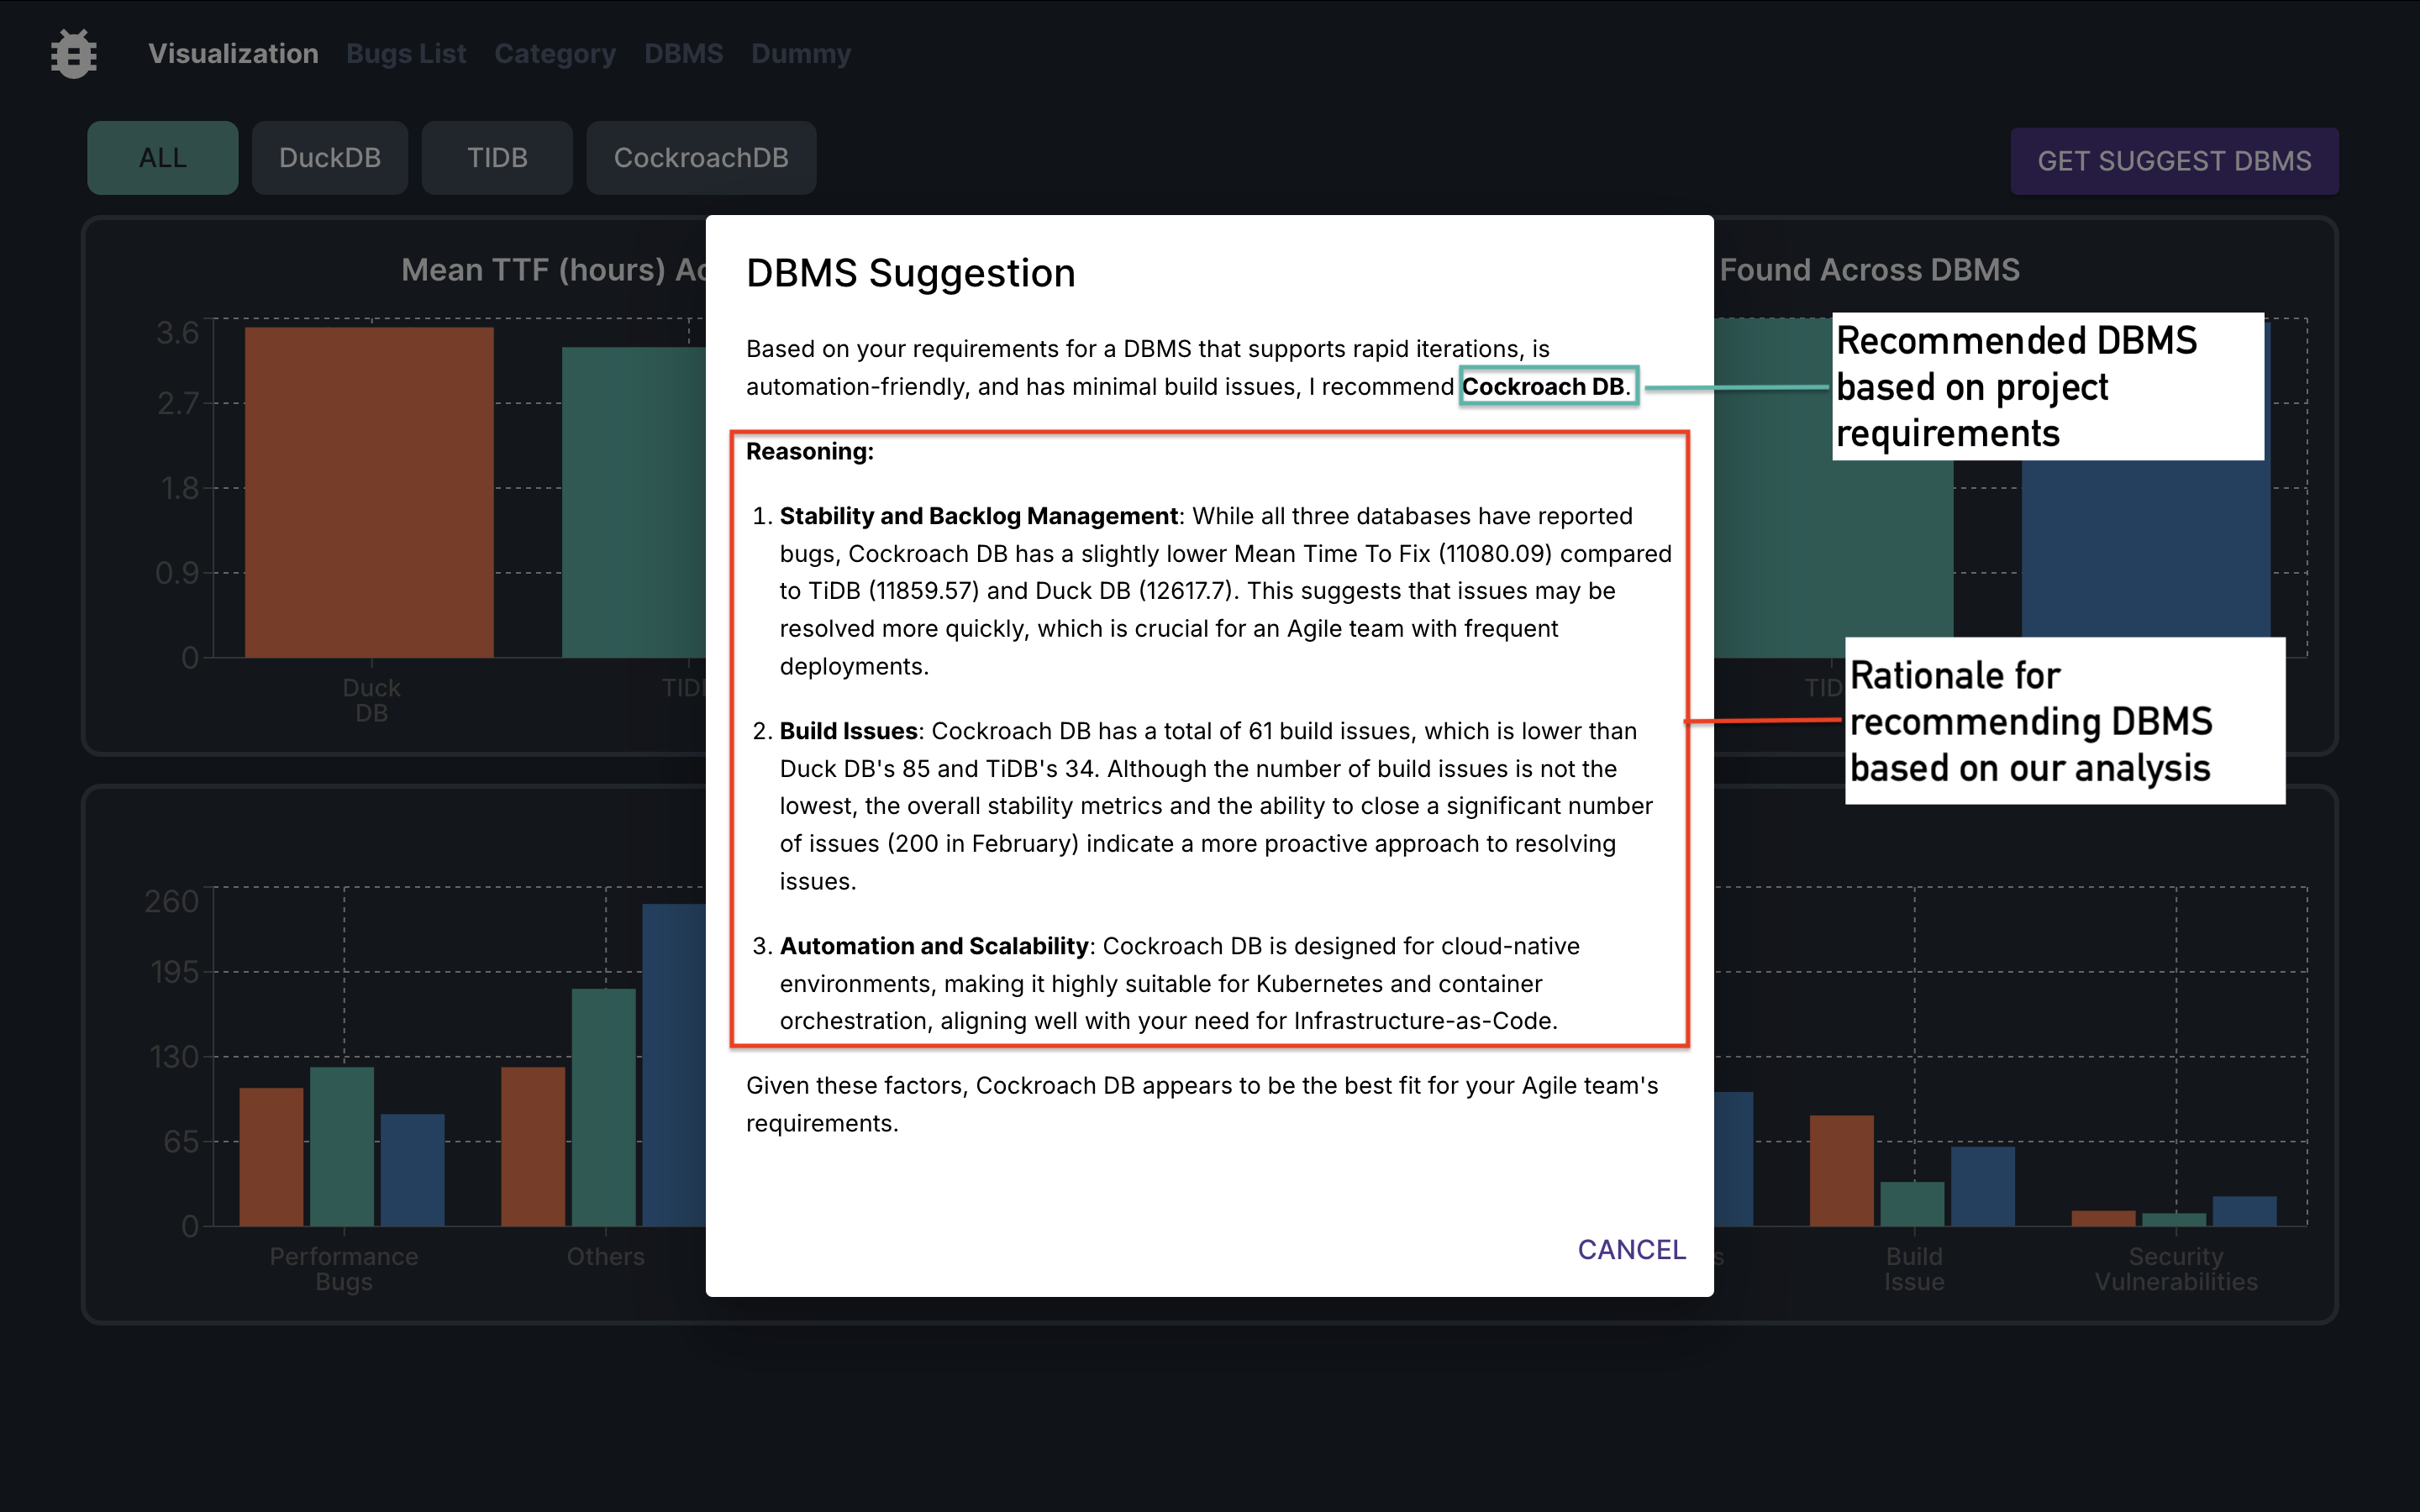 Visualization Bugs List Category DBMS Dummy
ALL DuckDB TIDB CockroachDB
GET SUGGEST DBMS
Mean TTF (hours)
Found Across DBMS
3.6
2.7
1.8
0.9
0
Duck
DB
DBMS Suggestion
Based on your requirements for a DBMS that supports rapid iterations, is
automation-friendly, and has minimal build issues, I recommend Cockroach DB.
Reasoning:
1. Stability and Backlog Management: While all three databases have reported
bugs, Cockroach DB has a slightly lower Mean Time To Fix (11080.09) compared
to TiDB (11859.57) and Duck DB (12617.7). This suggests that issues may be
resolved more quickly, which is crucial for an Agile team with frequent
deployments.
2. Build Issues: Cockroach DB has a total of 61 build issues, which is lower than
Duck DB's 85 and TiDB's 34. Although the number of build issues is not the
lowest, the overall stability metrics and the ability to close a significant number
of issues (200 in February) indicate a more proactive approach to resolving
issues.
3. Automation and Scalability: Cockroach DB is designed for cloud-native
environments, making it highly suitable for Kubernetes and container
orchestration, aligning well with your need for Infrastructure-as-Code.
Given these factors, Cockroach DB appears to be the best fit for your Agile team's
requirements.
CANCEL
Recommended DBMS
based on project
requirements
Rationale for
recommending DBMS
based on our analysis
260
195
130
65
0
Performance
Bugs
Others
Build
Issue
Security
Vulnerabilities